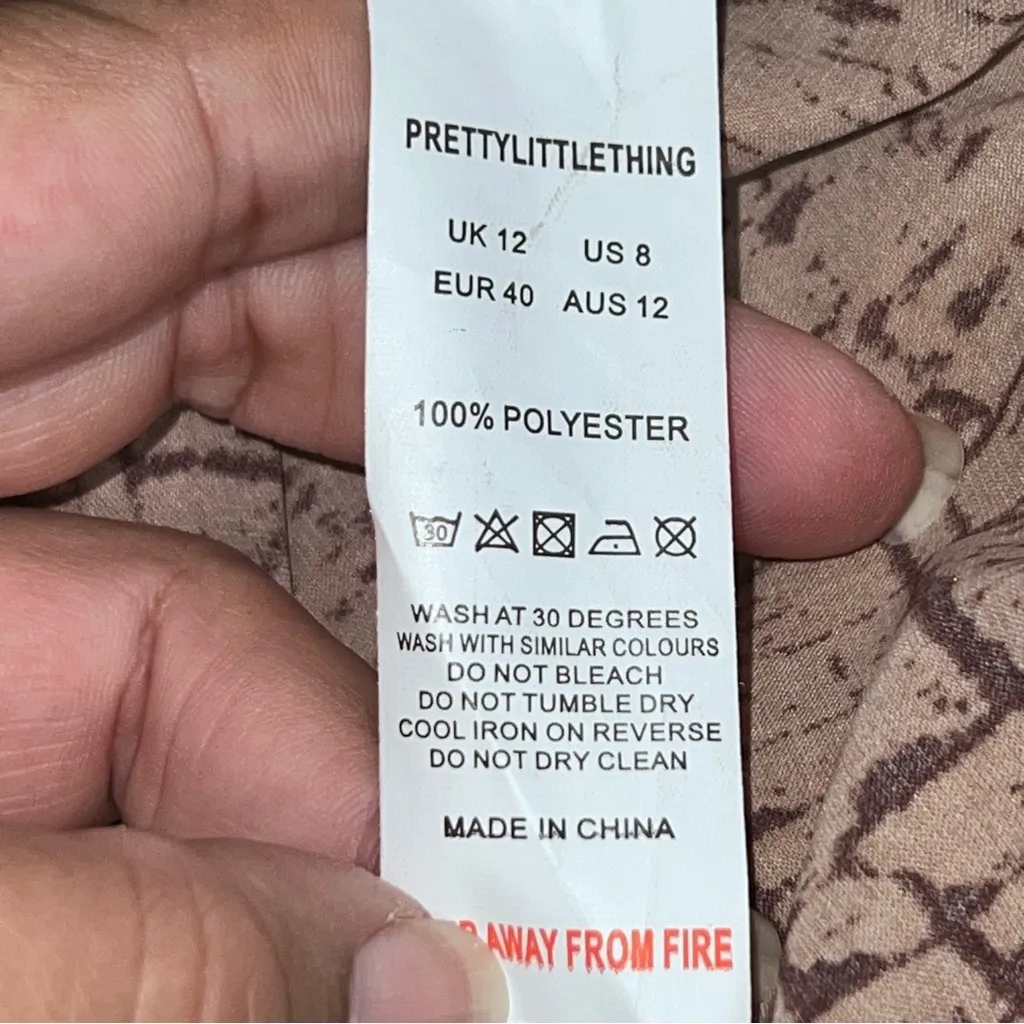 PRETTYLITTLETHING
UK 12 US 8
EUR 40 AUS 12
100% POLYESTER
30
WASH AT 30 DEGREES
WASH WITH SIMILAR COLOURS
DO NOT BLEACH
DO NOT TUMBLE DRY
COOL IRON ON REVERSE
DO NOT DRY CLEAN
MADE IN CHINA
AWAY FROM FIRE